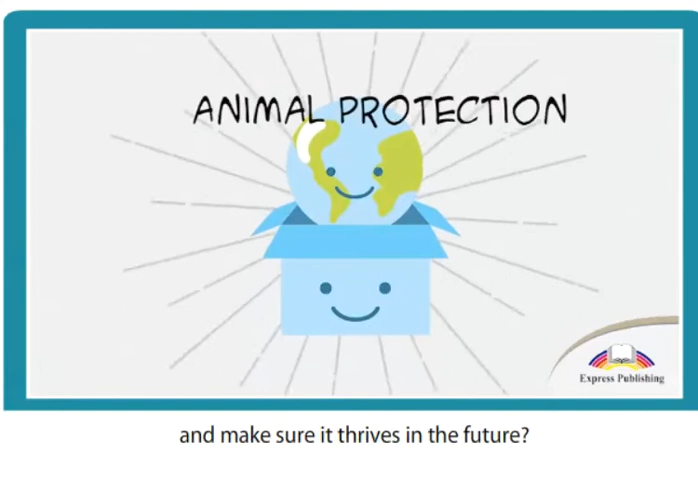 ANIMAL PROTECTION
Express Publishing
and make sure it thrives in the future?